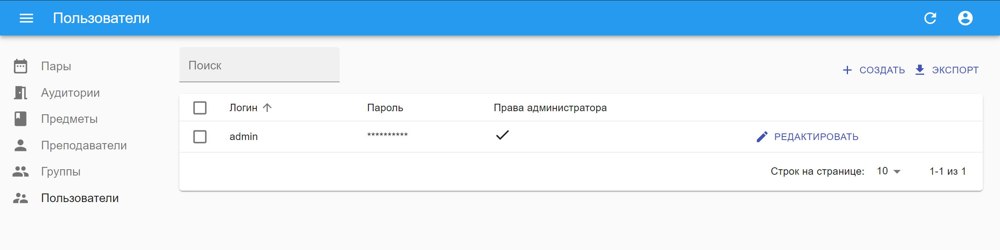 Пользователи
Пары
Аудитории
Предметы
Преподаватели
Группы
Пользователи
Поиск
СОЗДАТЬ ЭКСПОРТ
Логин Пароль Права администратора
admin ********** РЕДАКТИРОВАТЬ
Строк на странице: 10 1-1 из 1